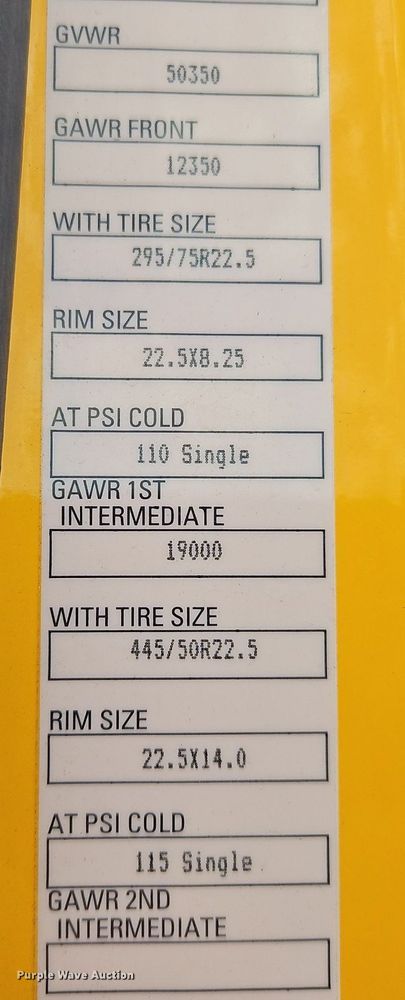 GVWR
50350
GAWR FRONT
12350
WITH TIRE SIZE
295/75R22.5
RIM SIZE
22.5X8.25
AT PSI COLD
110 Single
GAWR 1ST
INTERMEDIATE
19000
WITH TIRE SIZE
445/50R22.5
RIM SIZE
22.5X14.0
AT PSI COLD
115 Single
GAWR 2ND
INTERMEDIATE
Purple Wave Auction